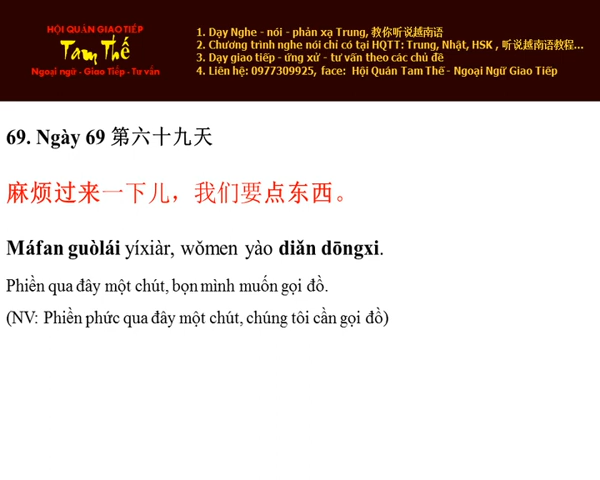 HỘI QUÁN GIAO TIẾP
Tam Thế
Ngoại ngữ - Giao Tiếp - Tư vấn
1. Dạy Nghe - nói - phản xạ Trung, 教你听说越南语
2. Chương trình nghe nói chỉ có tại HQTT: Trung, Nhật, HSK , 听说越南语教程...
3. Dạy giao tiếp - ứng xử - tư vấn theo các chủ đề
4. Liên hệ: 0977309925, face: Hội Quán Tam Thế - Ngoại Ngữ Giao Tiếp
69. Ngày 69 第六十九天
麻烦过来一下儿，我们要点东西。
Máfan guòlái yíxiàr, wǒmen yào diǎn dōngxi.
Phiền qua đây một chút, bọn mình muốn gọi đồ.
(NV: Phiền phức qua đây một chút, chúng tôi cần gọi đồ)